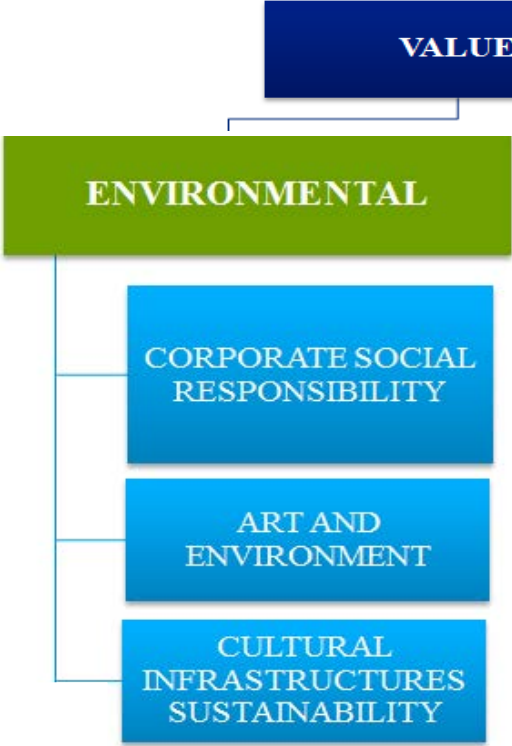 VALUE
ENVIRONMENTAL
CORPORATE SOCIAL
RESPONSIBILITY
ART AND
ENVIRONMENT
CULTURAL
INFRASTRUCTURES
SUSTAINABILITY